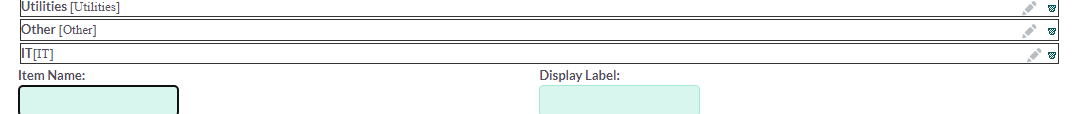 Utilities [Utilities]
Other [Other]
IT[IT]
Item Name: Display Label: